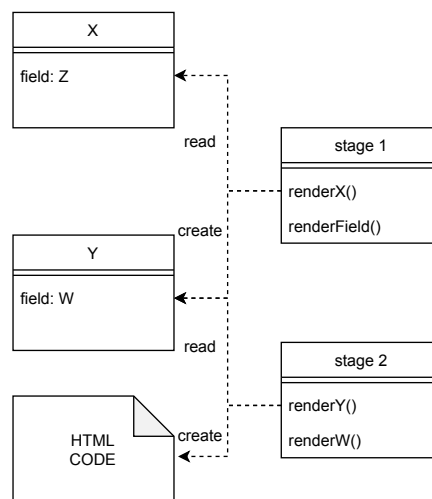 X
field: Z
read
stage 1
renderX()
create
renderField()
Y
field: W
read
stage 2
renderY()
HTML
CODE
create
renderW()